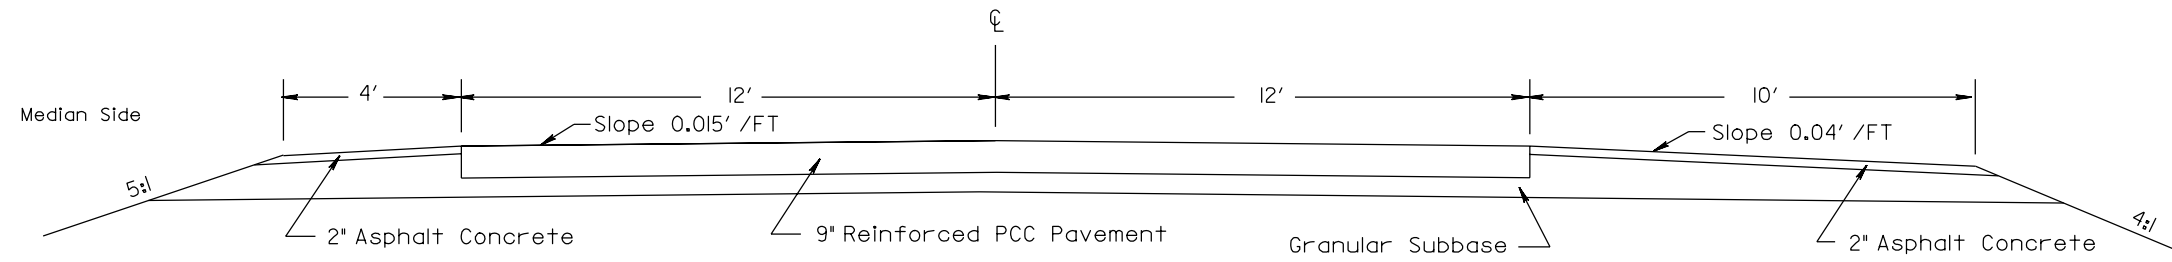 ℄
4' 12' 12' 10'
Median Side
Slope 0.015' /FT
Slope 0.04' /FT
5:1
4:1
2" Asphalt Concrete
9" Reinforced PCC Pavement
Granular Subbase
2" Asphalt Concrete